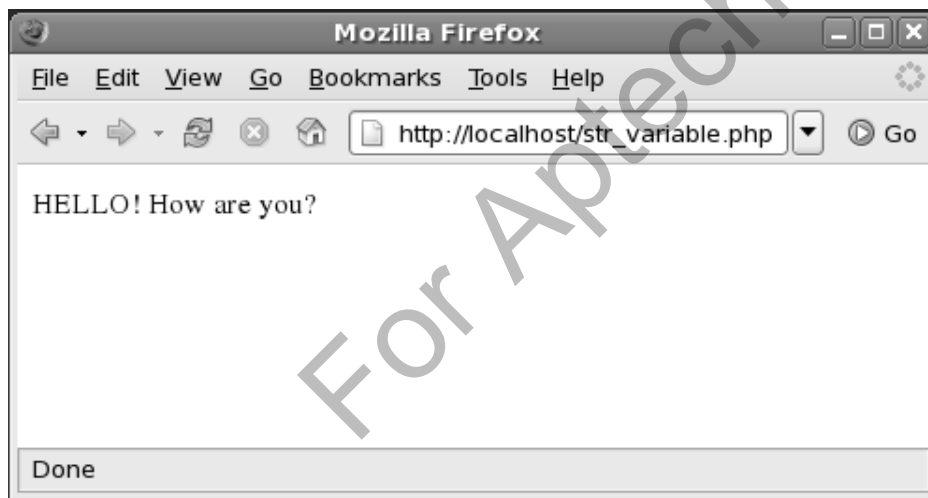 Mozilla Firefox
File Edit View Go Bookmarks Tools Help
http://localhost/str_variable.php Go
HELLO! How are you?
For Aptech
Done